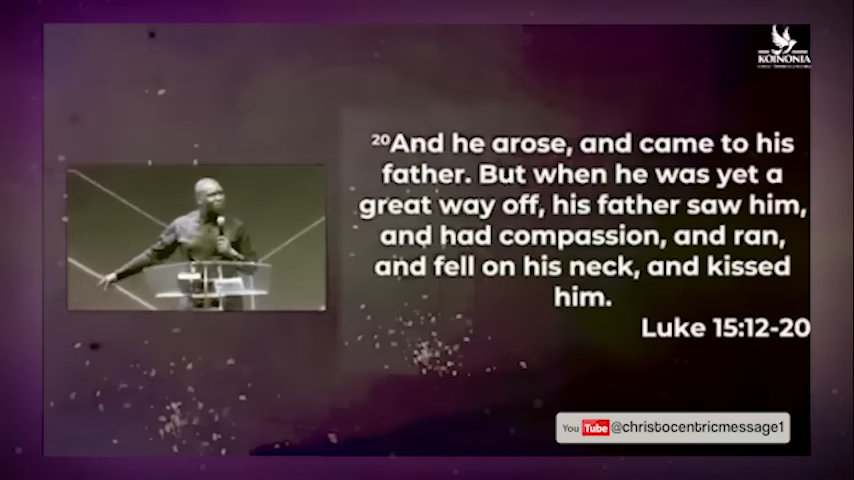 KOINONIA
²⁰And he arose, and came to his
father. But when he was yet a
great way off, his father saw him,
and had compassion, and ran,
and fell on his neck, and kissed
him.
Luke 15:12-20
You Tube @christocentricmessage1